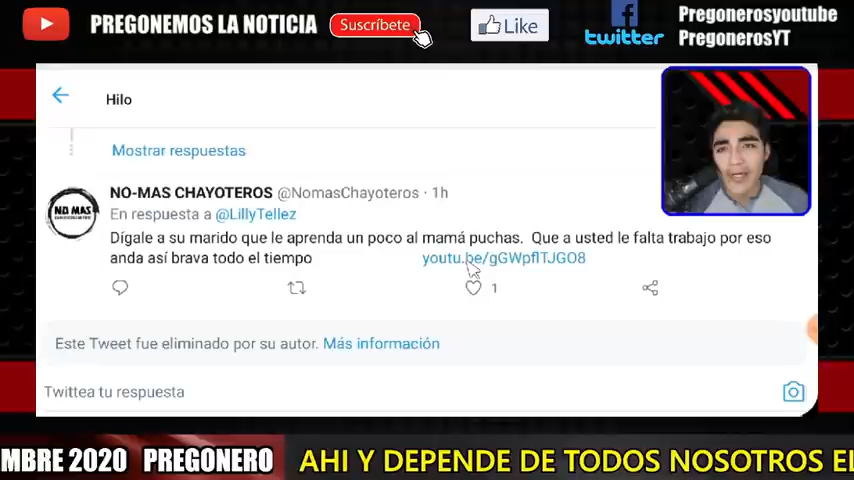 PREGONEMOS LA NOTICIA
Suscríbete
Like
twitter
Pregonerosyoutube
PregonerosYT
Hilo
Mostrar respuestas
NO-MAS CHAYOTEROS @NomasChayoteros · 1h
NO MAS
En respuesta a @LillyTellez
Dígale a su marido que le aprenda un poco al mamá puchas. Que a usted le falta trabajo por eso
anda así brava todo el tiempo youtu.be/gGWpflTJGO8
1
Este Tweet fue eliminado por su autor. Más información
Twittea tu respuesta
MBRE 2020 PREGONERO AHI Y DEPENDE DE TODOS NOSOTROS EL